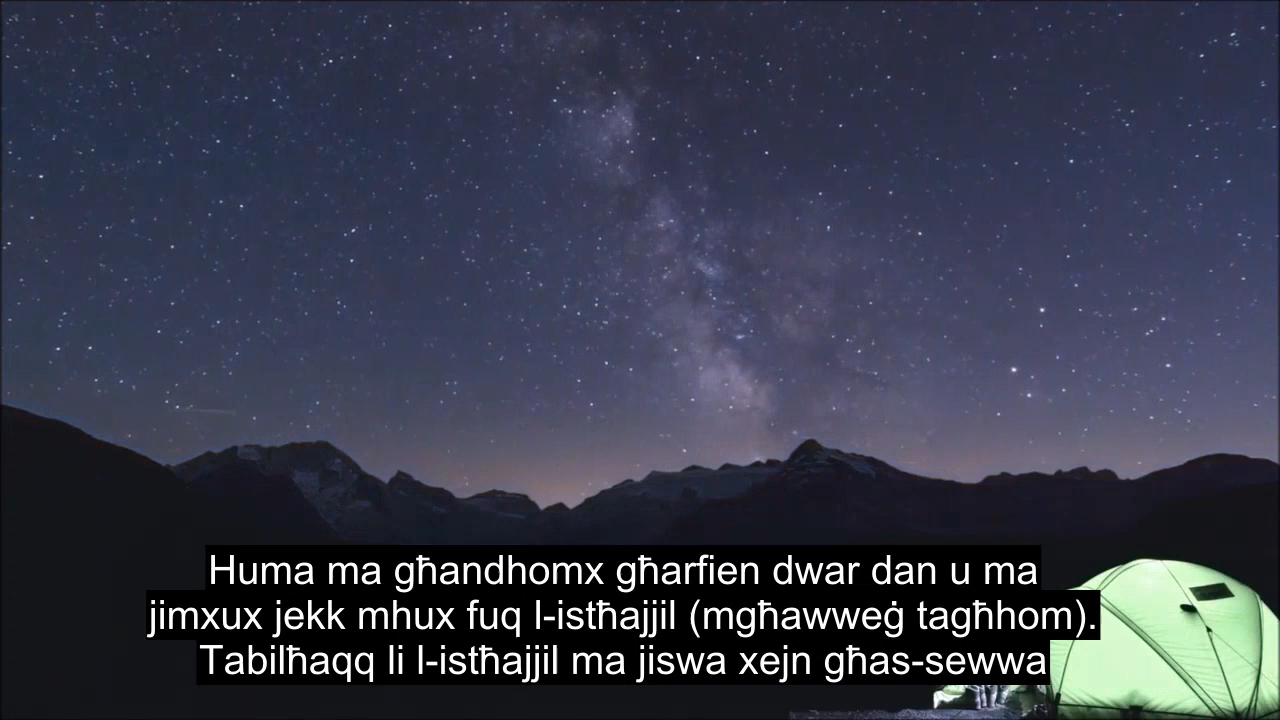 Huma ma għandhomx għarfien dwar dan u ma
jimxux jekk mhux fuq l-istħajjil (mgħawweġ tagħhom).
Tabilħaqq li l-istħajjil ma jiswa xejn għas-sewwa